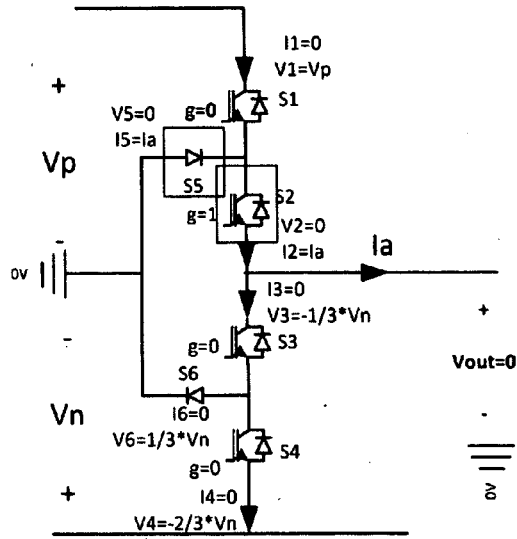 I1=0
V1=Vp
+
S1
g=0
V5=0
I5=Ia
Vp
S5
S2
g=1
V2=0
I2=Ia
Ia
-
0V
I3=0
V3=-1/3*Vn
+
-
g=0
S3
Vout=0
S6
Vn
I6=0
V6=1/3*Vn
-
S4
g=0
+
I4=0
0V
V4=-2/3*Vn